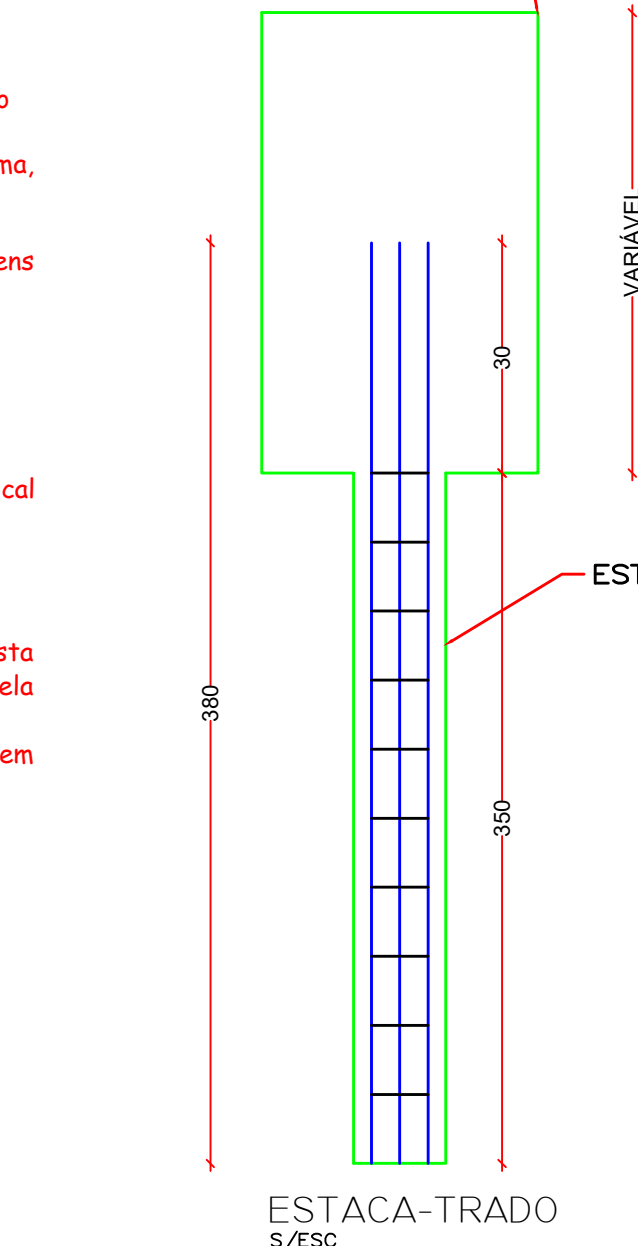 o
ma,
ens
cal
sta
ela
em
VARIÁVEL
30
EST
380
350
ESTACA-TRADO
S/ESC